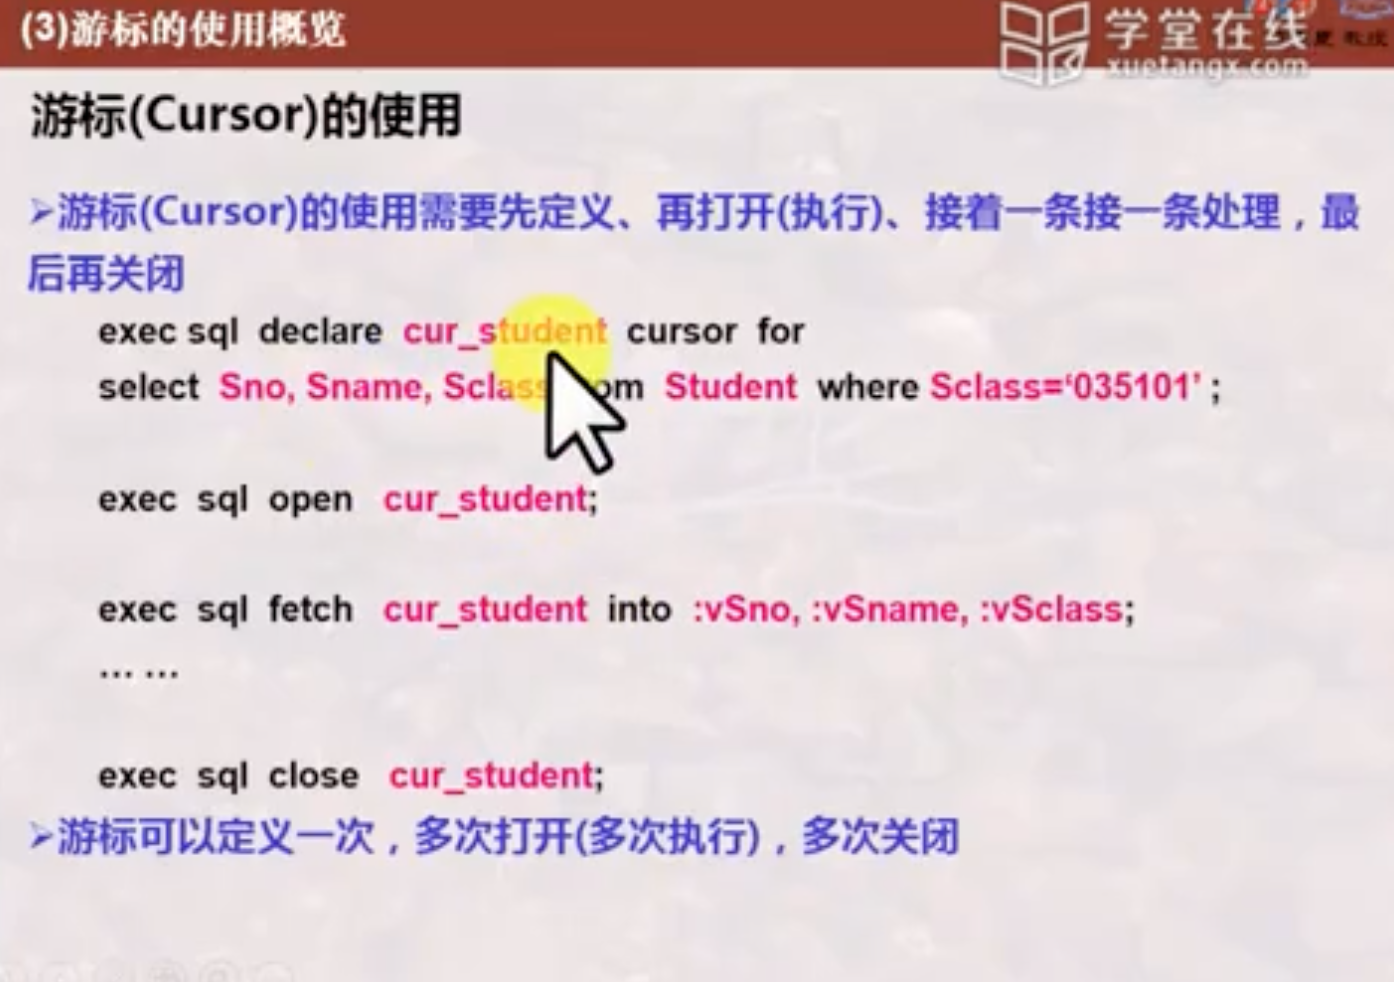 (3)游标的使用概览
学堂在线
xuetangx.com
游标(Cursor)的使用
➢游标(Cursor)的使用需要先定义、再打开(执行)、接着一条接一条处理，最
后再关闭
exec sql declare cur_student cursor for
select Sno, Sname, Sclass om Student where Sclass=‘035101’ ;
exec sql open cur_student;
exec sql fetch cur_student into :vSno, :vSname, :vSclass;
... ...
exec sql close cur_student;
➢游标可以定义一次，多次打开(多次执行)，多次关闭